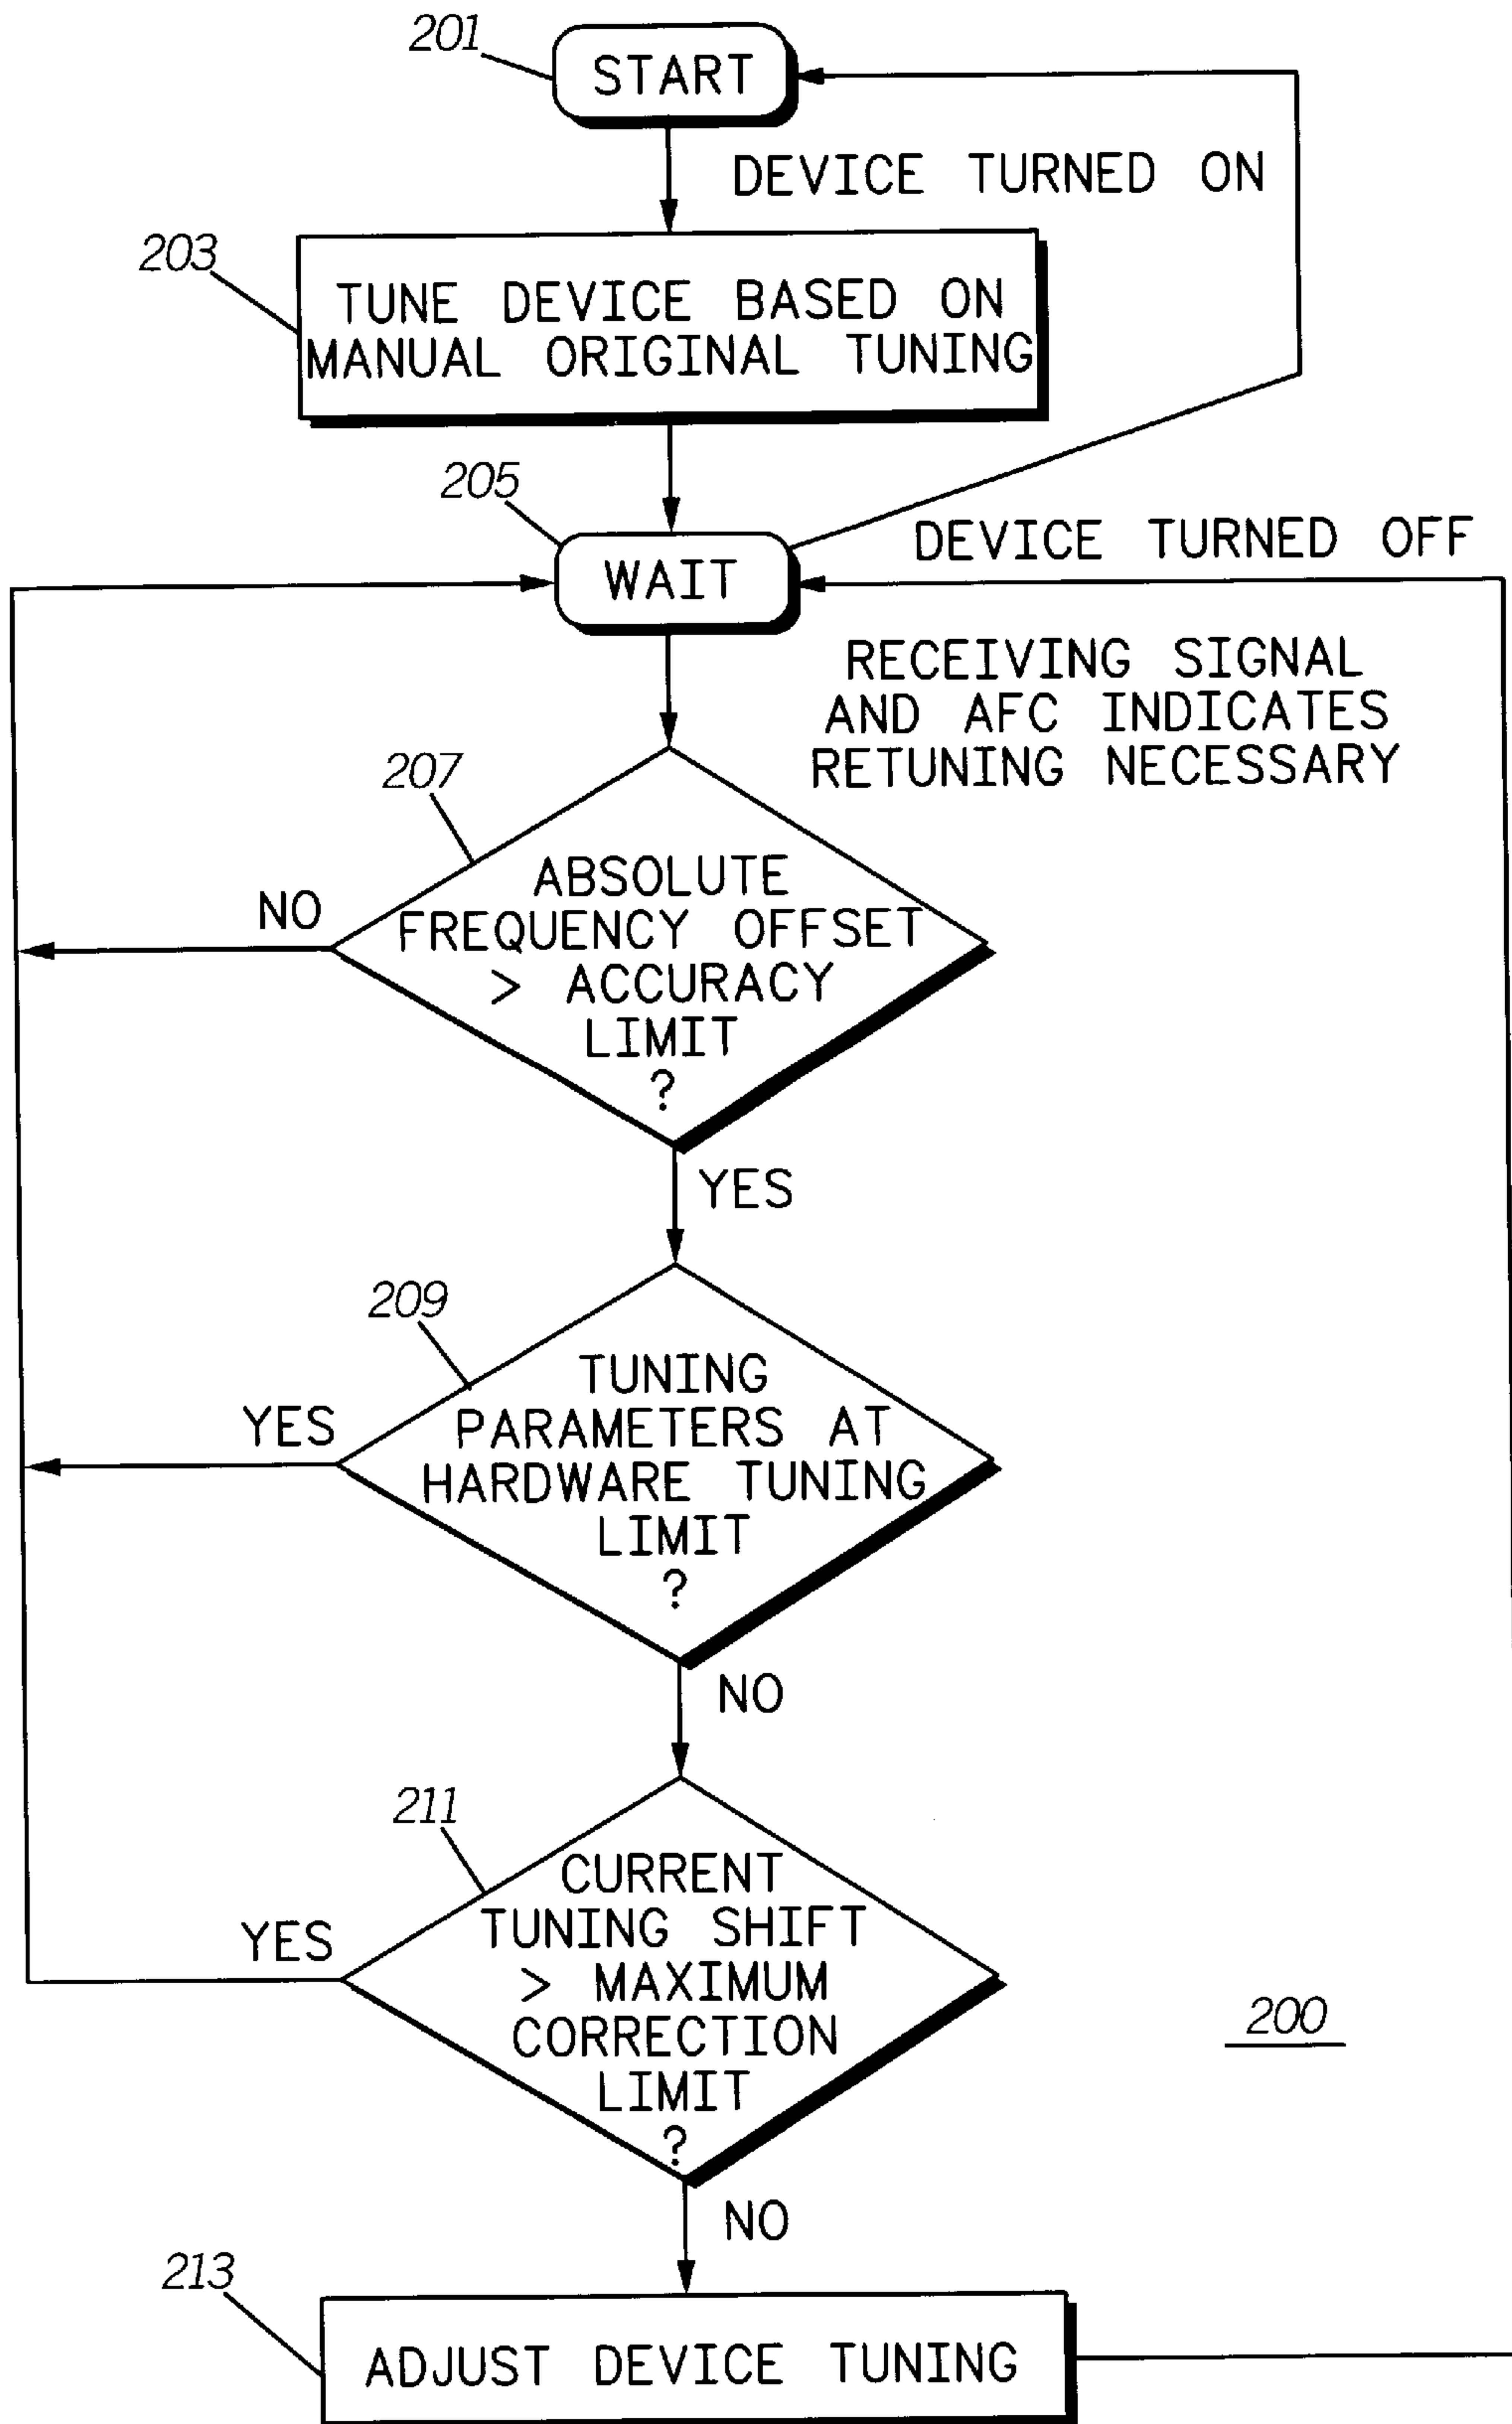 201
START
DEVICE TURNED ON
203
TUNE DEVICE BASED ON
MANUAL ORIGINAL TUNING
205
DEVICE TURNED OFF
WAIT
RECEIVING SIGNAL
AND AFC INDICATES
RETUNING NECESSARY
207
NO
ABSOLUTE
FREQUENCY OFFSET
> ACCURACY
LIMIT
?
YES
209
YES
TUNING
PARAMETERS AT
HARDWARE TUNING
LIMIT
?
NO
211
YES
CURRENT
TUNING SHIFT
> MAXIMUM
CORRECTION
LIMIT
?
200
NO
213
ADJUST DEVICE TUNING